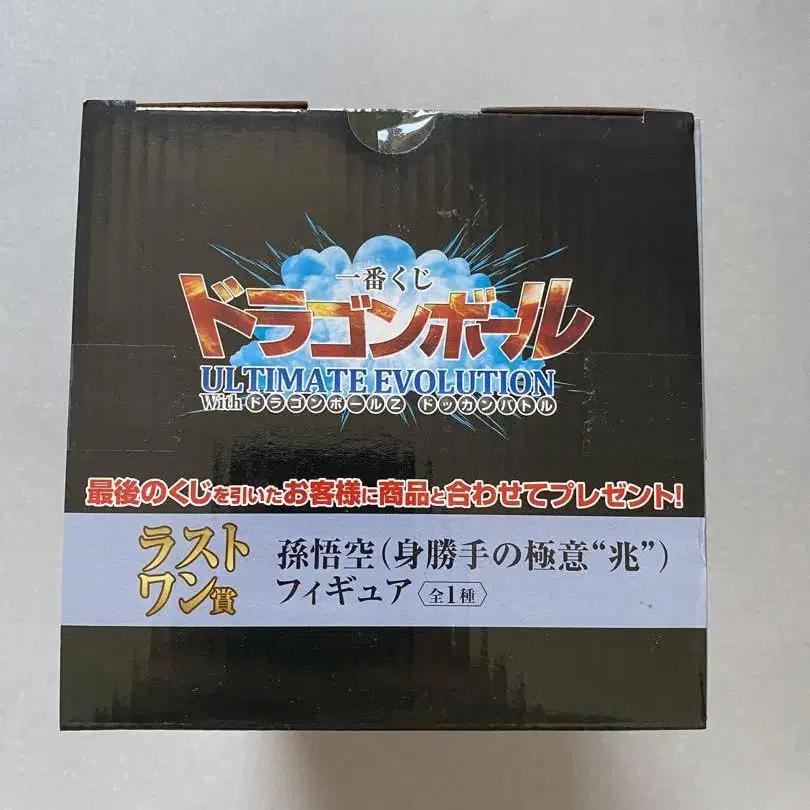 一番くじ
ドラゴンボール
ULTIMATE EVOLUTION
With ドラゴンボールZ ドッカンバトル
最後のくじを引いたお客様に商品と合わせてプレゼント!
ラスト
ワン賞
孫悟空(身勝手の極意“兆”)
フィギュア〈全1種〉